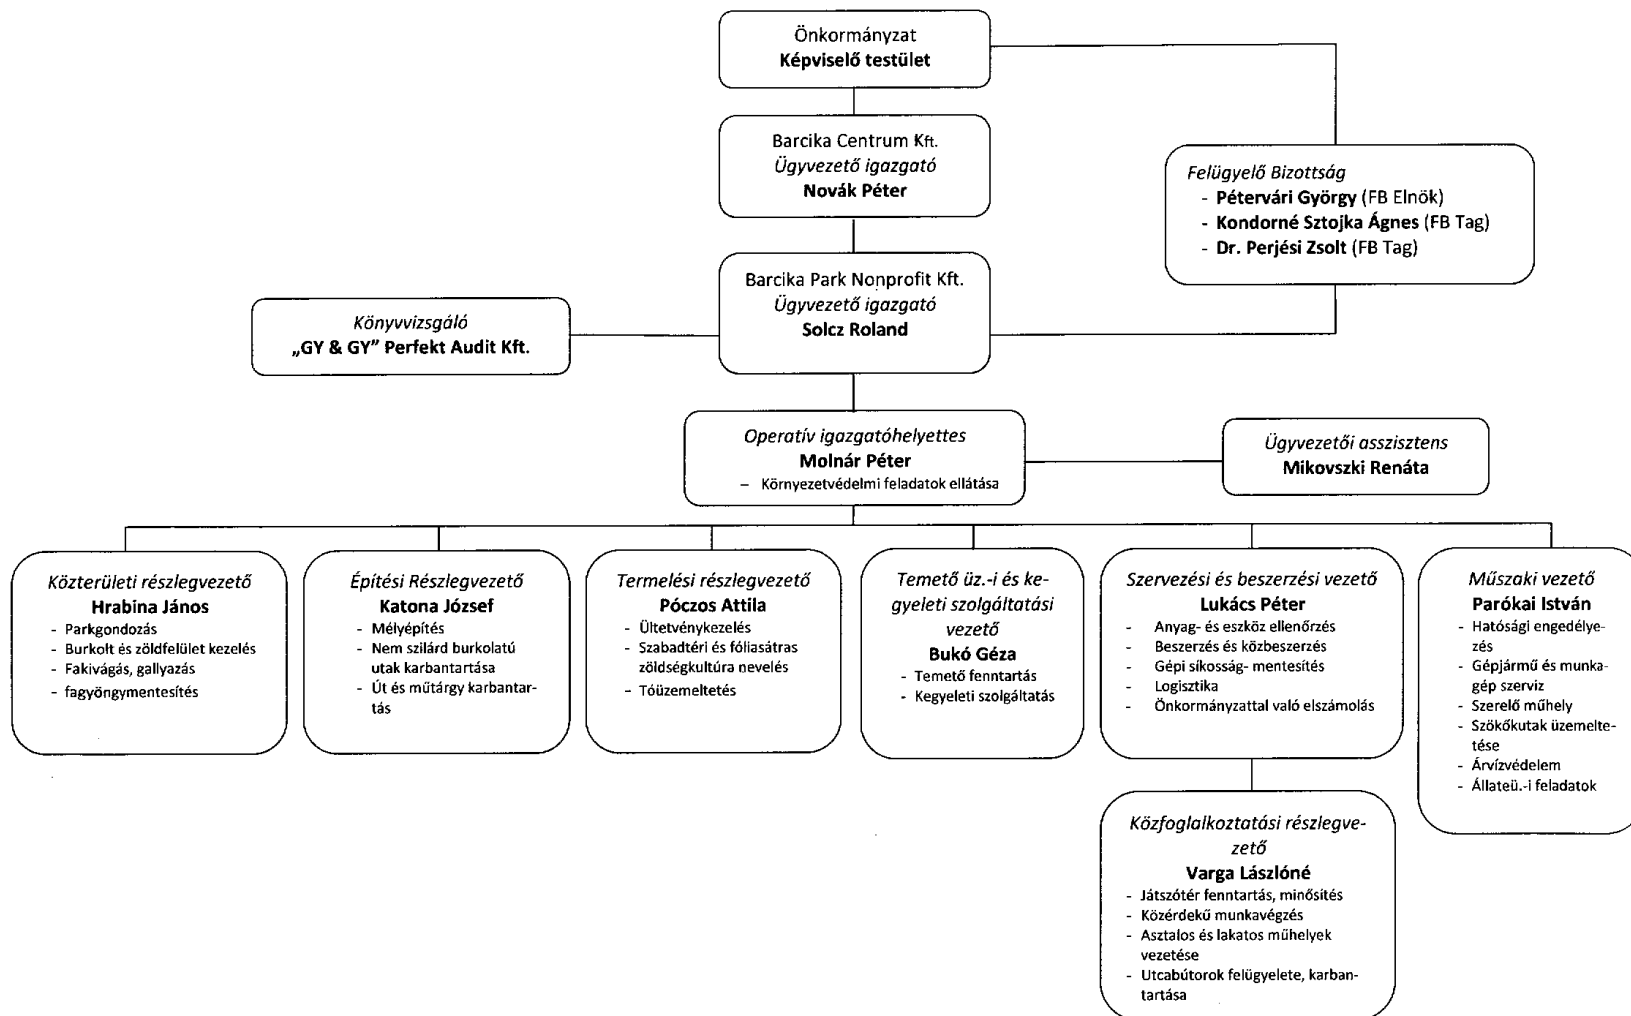 Önkormányzat
Képviselő testület
Barcika Centrum Kft.
Ügyvezető igazgató
Novák Péter
Felügyelő Bizottság
- Pétervári György (FB Elnök)
- Kondorné Sztojka Ágnes (FB Tag)
- Dr. Perjési Zsolt (FB Tag)
Barcika Park Nonprofit Kft.
Ügyvezető igazgató
Solcz Roland
Könyvvizsgáló
„GY & GY” Perfekt Audit Kft.
Operatív igazgatóhelyettes
Molnár Péter
– Környezetvédelmi feladatok ellátása
Ügyvezetői asszisztens
Mikovszki Renáta
Közterületi részlegvezető
Hrabina János
- Parkgondozás
- Burkolt és zöldfelület kezelés
- Fakivágás, gallyazás
- fagyöngymentesítés
Építési Részlegvezető
Katona József
- Mélyépítés
- Nem szilárd burkolatú
utak karbantartása
- Út és műtárgy karbantar-
tás
Termelési részlegvezető
Póczos Attila
- Ültetvénykezelés
- Szabadtéri és fóliasátras
zöldségkultúra nevelés
- Tóüzemeltetés
Temető üz.-i és ke-
gyeleti szolgáltatási
vezető
Bukó Géza
- Temető fenntartás
- Kegyeleti szolgáltatás
Szervezési és beszerzési vezető
Lukács Péter
- Anyag- és eszköz ellenőrzés
- Beszerzés és közbeszerzés
- Gépi síkosság- mentesítés
- Logisztika
- Önkormányzattal való elszámolás
Műszaki vezető
Parókai István
- Hatósági engedélye-
zés
- Gépjármű és munka-
gép szerviz
- Szerelő műhely
- Szökőkutak üzemelte-
tése
- Árvízvédelem
- Állateü.-i feladatok
Közfoglalkoztatási részlegve-
zető
Varga Lászlóné
- Játszótér fenntartás, minősítés
- Közérdekű munkavégzés
- Asztalos és lakatos műhelyek
vezetése
- Utcabútorok felügyelete, karban-
tartása